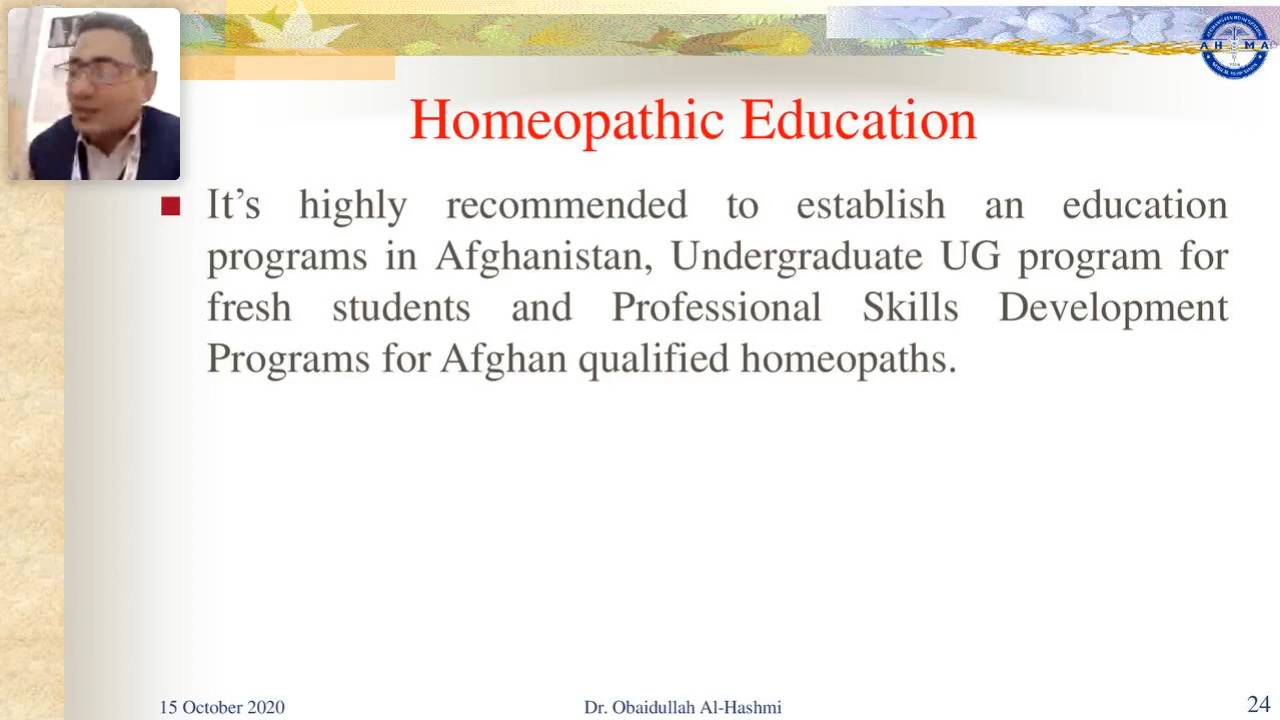 AHMA
Homeopathic Education
It’s highly recommended to establish an education
programs in Afghanistan, Undergraduate UG program for
fresh students and Professional Skills Development
Programs for Afghan qualified homeopaths.
15 October 2020
Dr. Obaidullah Al-Hashmi
24